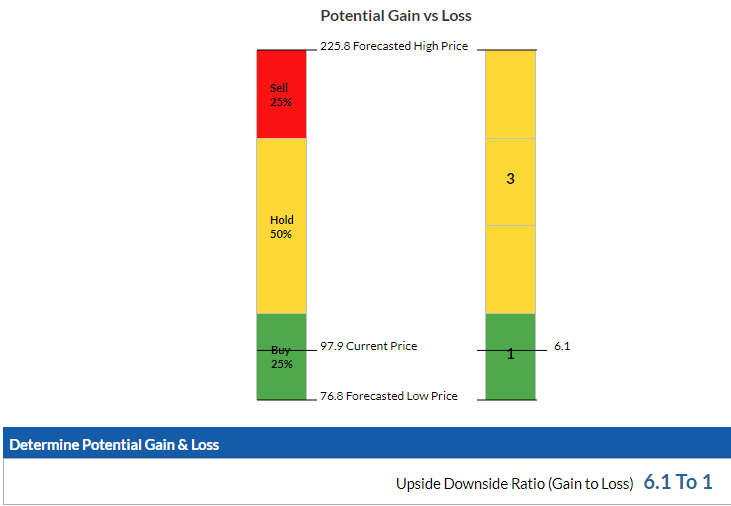 Potential Gain vs Loss
225.8 Forecasted High Price
Sell
25%
3
Hold
50%
97.9 Current Price
6.1
Buy
25%
1
76.8 Forecasted Low Price
Determine Potential Gain & Loss
Upside Downside Ratio (Gain to Loss) 6.1 To 1